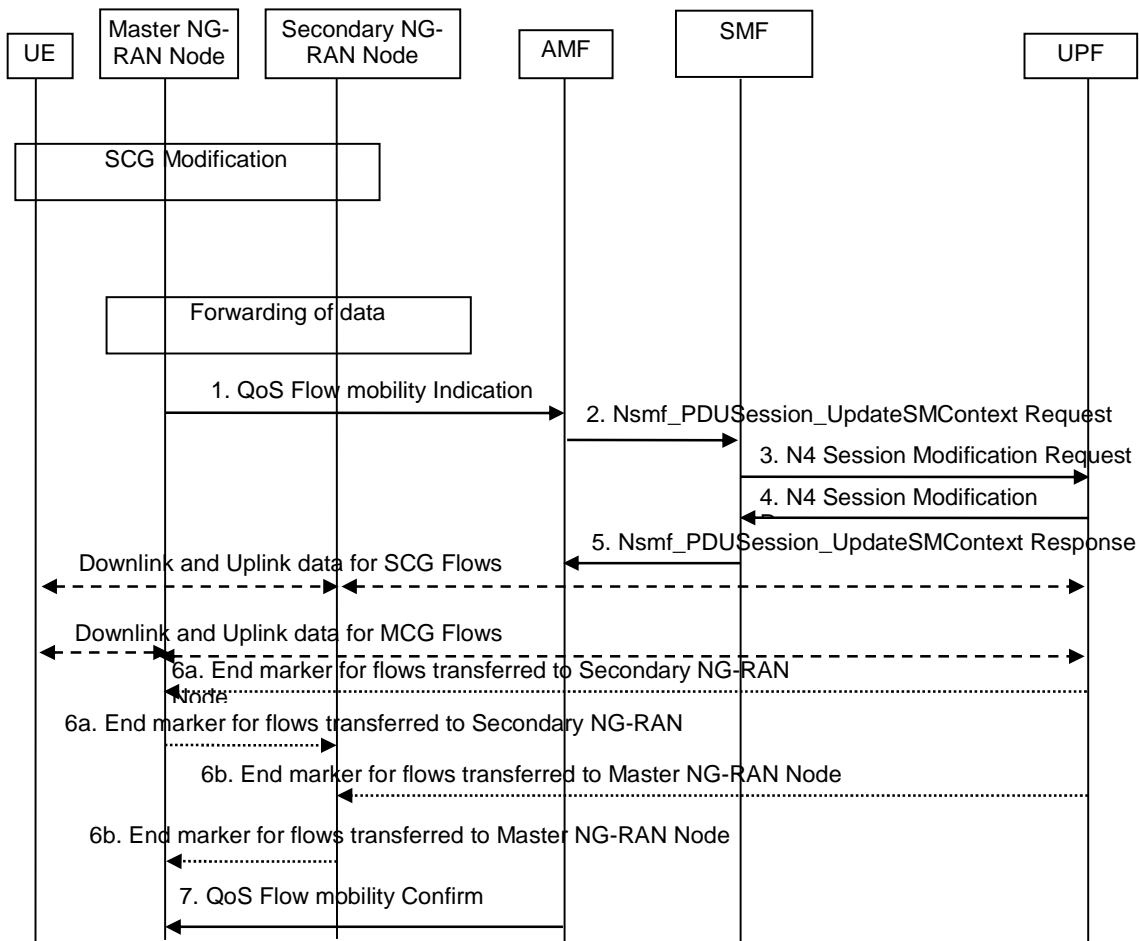 UE
Master NG-
RAN Node
Secondary NG-
RAN Node
AMF
SMF
UPF
SCG Modification
Forwarding of data
1. QoS Flow mobility Indication
2. Nsmf_PDUSession_UpdateSMContext Request
3. N4 Session Modification Request
4. N4 Session Modification
5. Nsmf_PDUSession_UpdateSMContext Response
Downlink and Uplink data for SCG Flows
Downlink and Uplink data for MCG Flows
6a. End marker for flows transferred to Secondary NG-RAN
Node
6a. End marker for flows transferred to Secondary NG-RAN
6b. End marker for flows transferred to Master NG-RAN Node
6b. End marker for flows transferred to Master NG-RAN Node
7. QoS Flow mobility Confirm